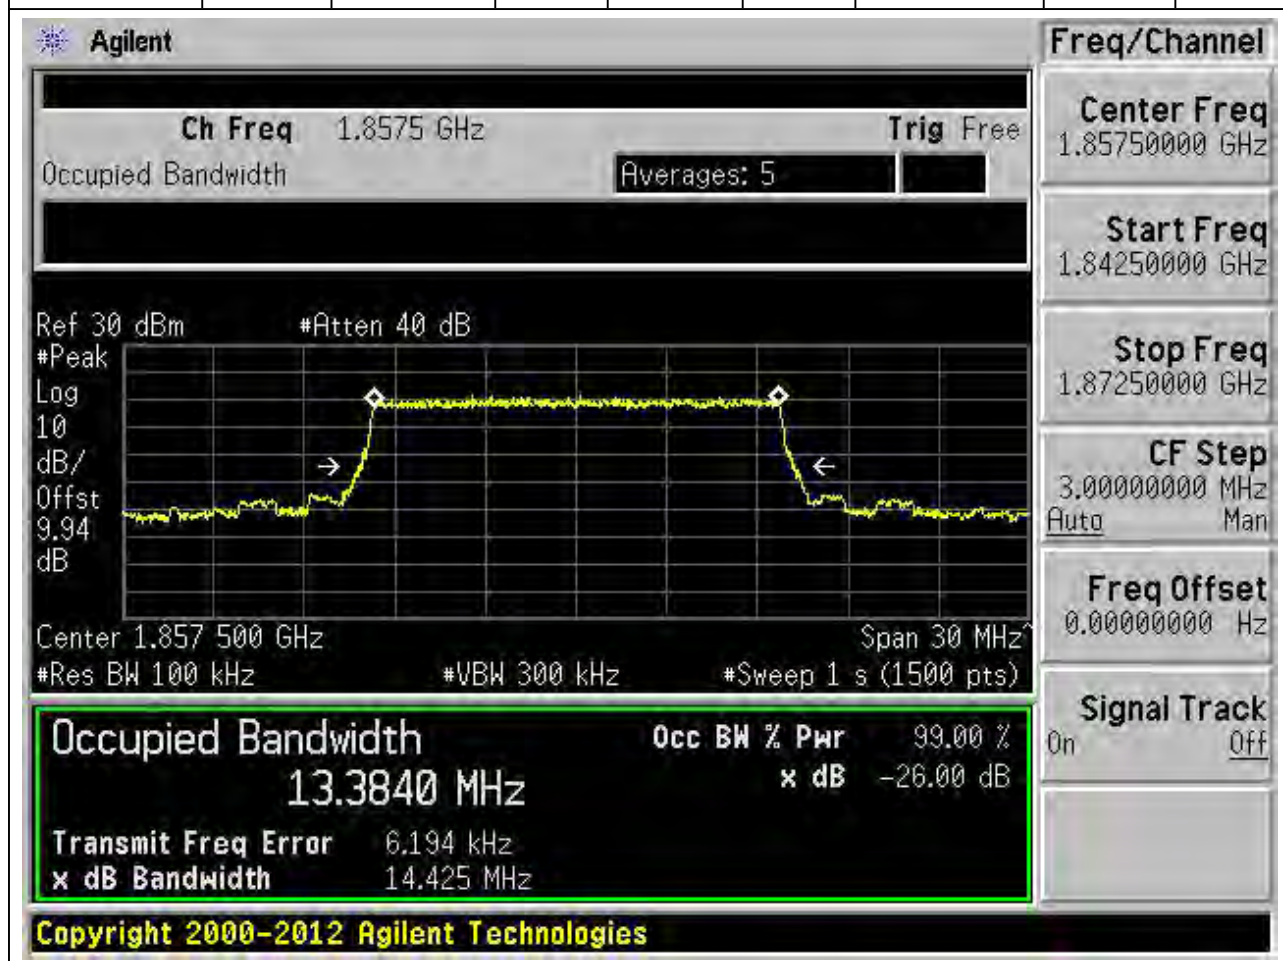 Agilent
Freq/Channel
Ch Freq 1.8575 GHz Trig Free
Occupied Bandwidth Averages: 5
Center Freq
1.85750000 GHz
Start Freq
1.84250000 GHz
Stop Freq
1.87250000 GHz
CF Step
3.00000000 MHz
Auto Man
Freq Offset
0.00000000 Hz
Signal Track
On Off
Ref 30 dBm #Atten 40 dB
#Peak
Log
10
dB/
Offst
9.94
dB
Center 1.857 500 GHz Span 30 MHz^
#Res BW 100 kHz #VBW 300 kHz #Sweep 1 s (1500 pts)
Occupied Bandwidth Occ BW % Pwr 99.00 %
13.3840 MHz x dB -26.00 dB
Transmit Freq Error 6.194 kHz
x dB Bandwidth 14.425 MHz
Copyright 2000-2012 Agilent Technologies